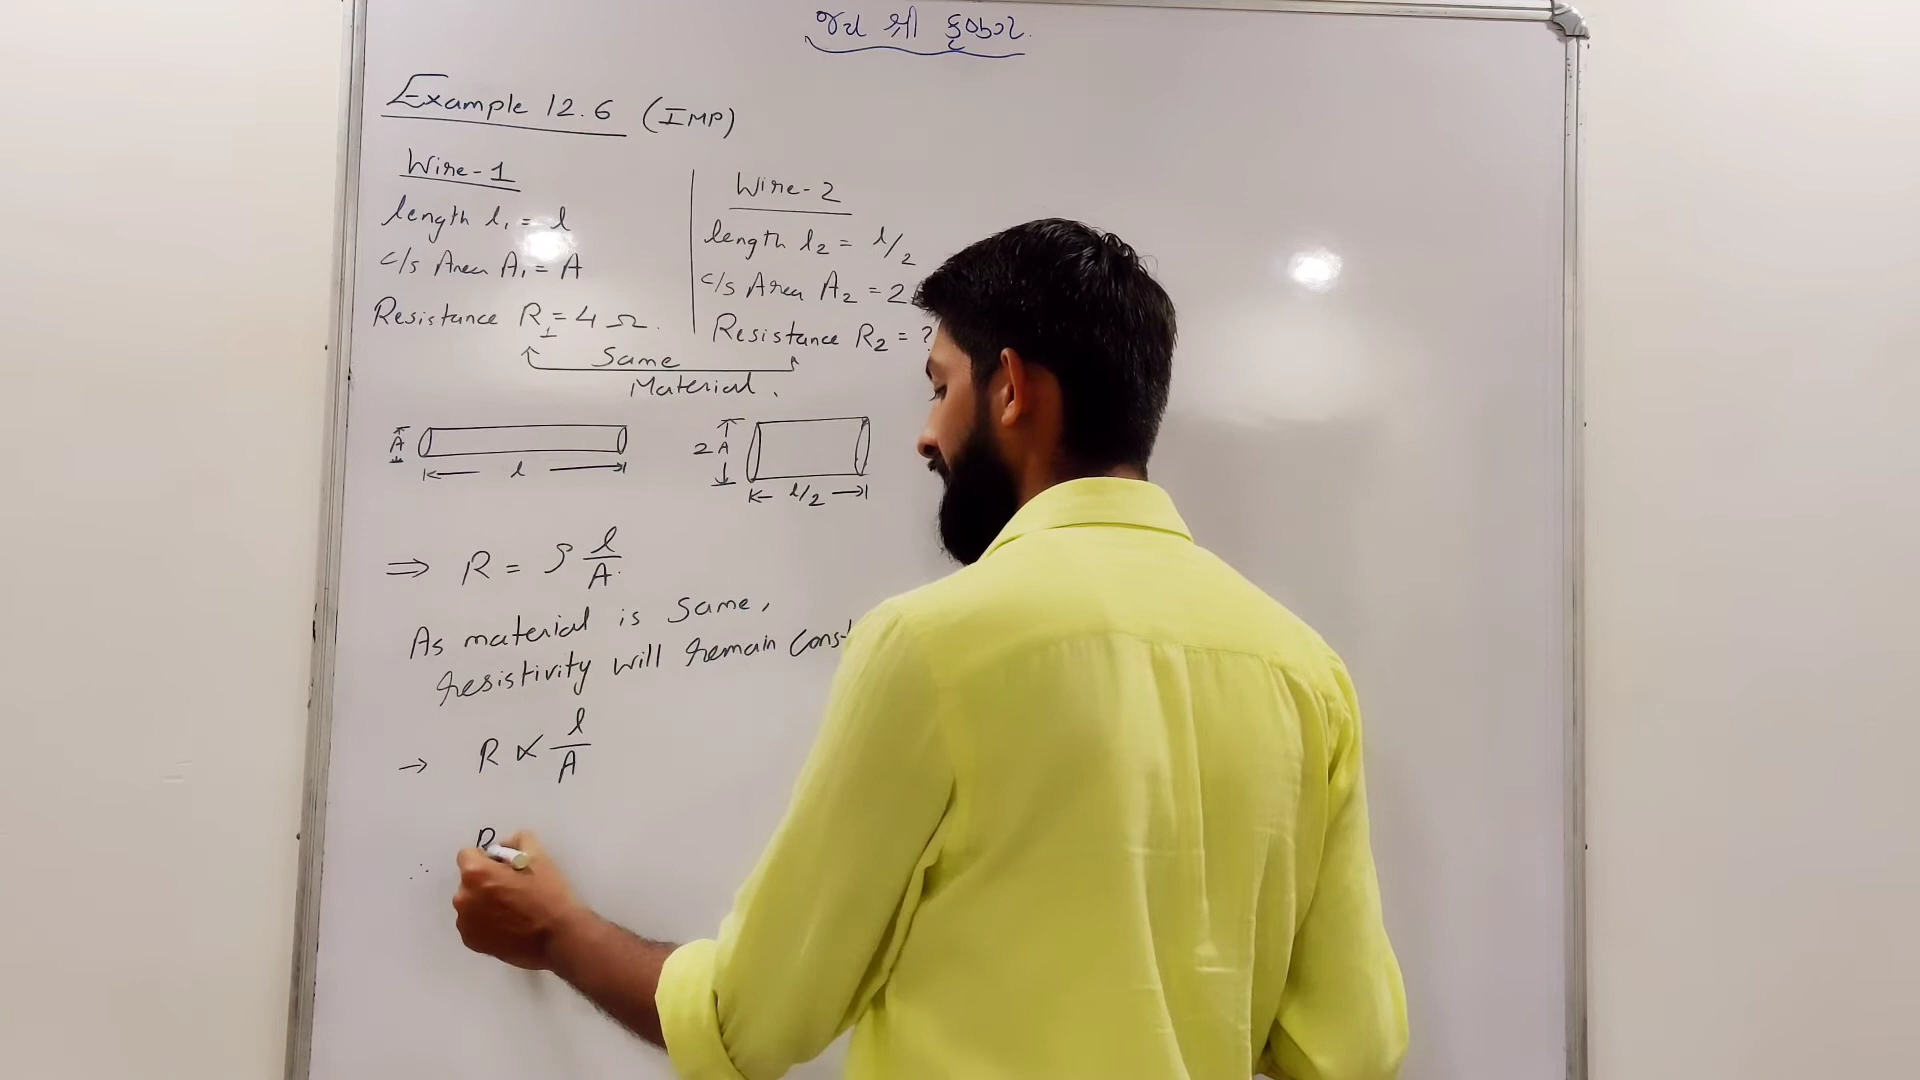 જય શ્રી કૃષ્ણ
Example 12.6 (IMP)
Wire-1
length l₁ = l
c/s Area A₁ = A
Resistance R₁ = 4 Ω.
Wire-2
length l₂ = l/2
c/s Area A₂ = 2
Resistance R₂ = ?
Same
Material.
A
l
2A
l/2
⇒ R = ρ l/A.
As material is same,
resistivity will remain const
→ R ∝ l/A
∴ R